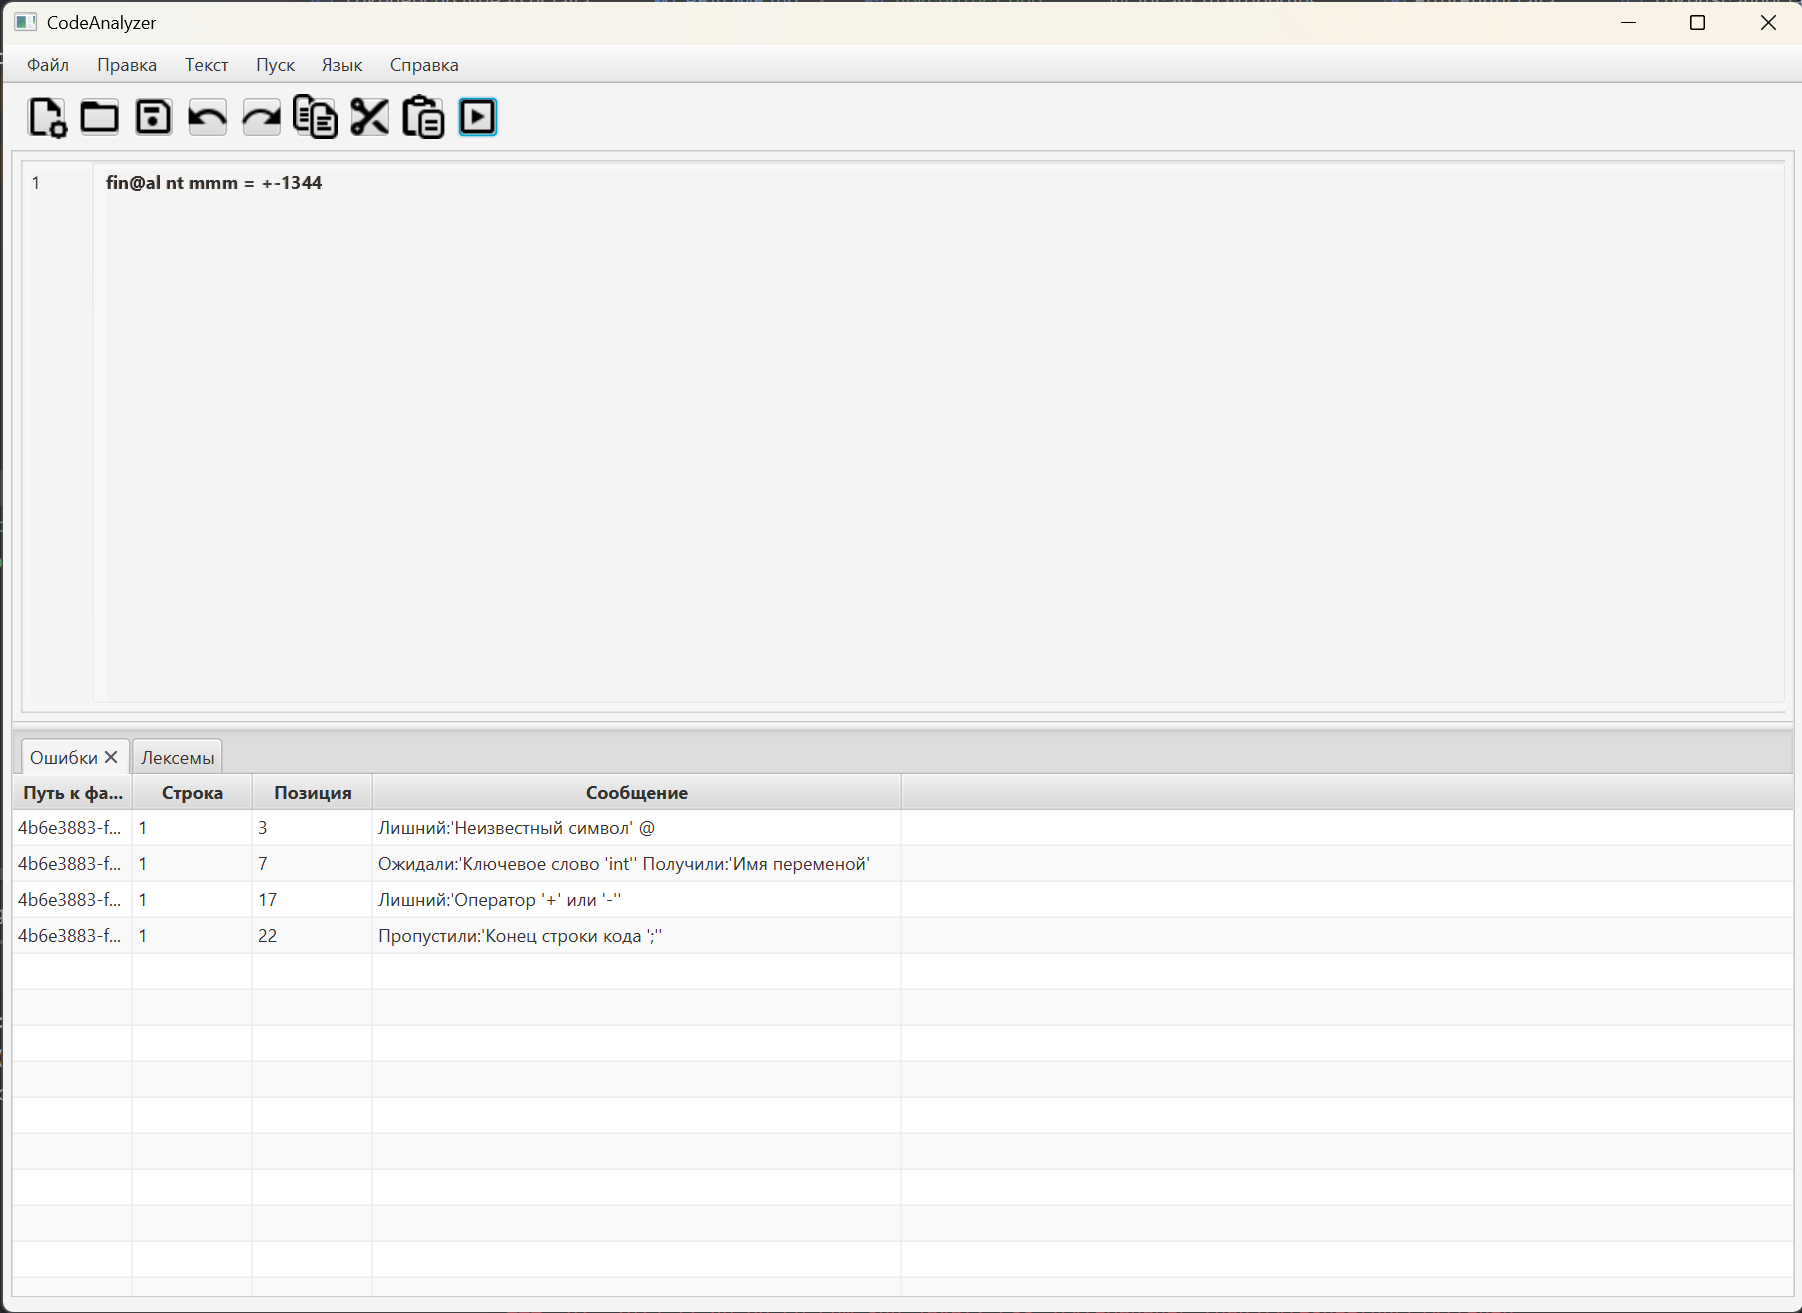 CodeAnalyzer
Файл Правка Текст Пуск Язык Справка
1 fin@al nt mmm = +-1344
Ошибки Лексемы
Путь к фа... Строка Позиция Сообщение
4b6e3883-f... 1 3 Лишний:'Неизвестный символ' @
4b6e3883-f... 1 7 Ожидали:'Ключевое слово 'int'' Получили:'Имя переменой'
4b6e3883-f... 1 17 Лишний:'Оператор '+' или '-''
4b6e3883-f... 1 22 Пропустили:'Конец строки кода ';''